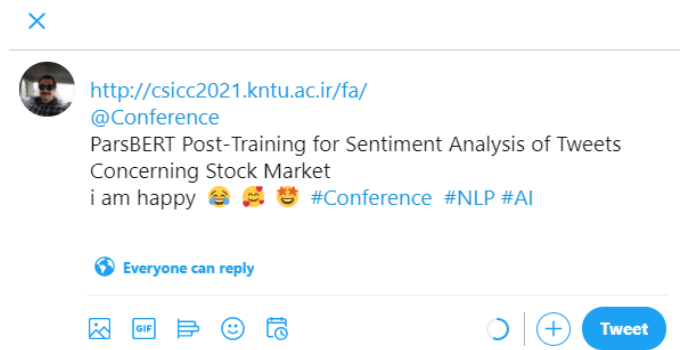 http://csicc2021.kntu.ac.ir/fa/
@Conference
ParsBERT Post-Training for Sentiment Analysis of Tweets
Concerning Stock Market
i am happy 😂 🥰 🤩 #Conference #NLP #AI
Everyone can reply
GIF
Tweet